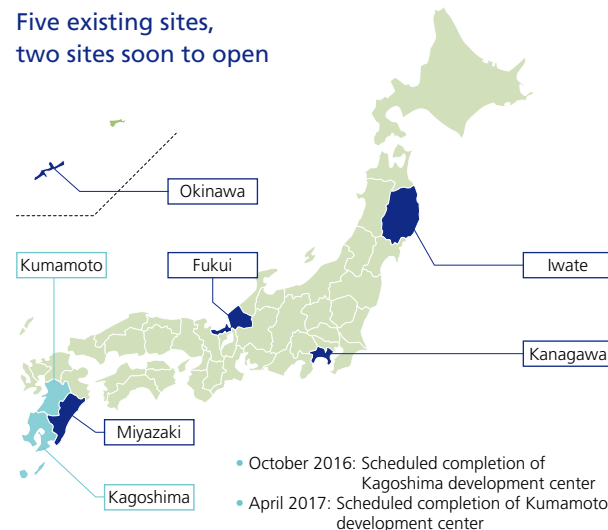 Five existing sites,
two sites soon to open
Okinawa
Kumamoto
Fukui
Iwate
Kanagawa
Miyazaki
Kagoshima
• October 2016: Scheduled completion of
Kagoshima development center
• April 2017: Scheduled completion of Kumamoto
development center